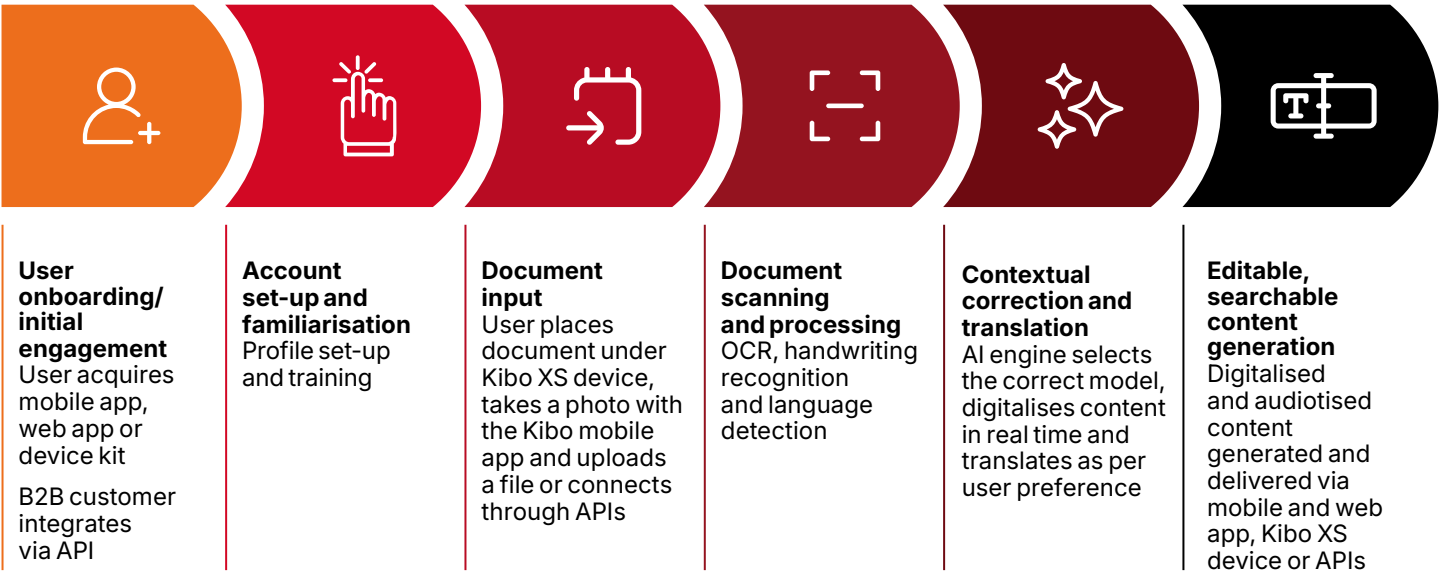 T
User
onboarding/
initial
engagement
User acquires
mobile app,
web app or
device kit
B2B customer
integrates
via API
Account
set-up and
familiarisation
Profile set-up
and training
Document
input
User places
document under
Kibo XS device,
takes a photo with
the Kibo mobile
app and uploads
a file or connects
through APIs
Document
scanning
and processing
OCR, handwriting
recognition
and language
detection
Contextual
correction and
translation
AI engine selects
the correct model,
digitalises content
in real time and
translates as per
user preference
Editable,
searchable
content
generation
Digitalised
and audiotised
content
generated and
delivered via
mobile and web
app, Kibo XS
device or APIs